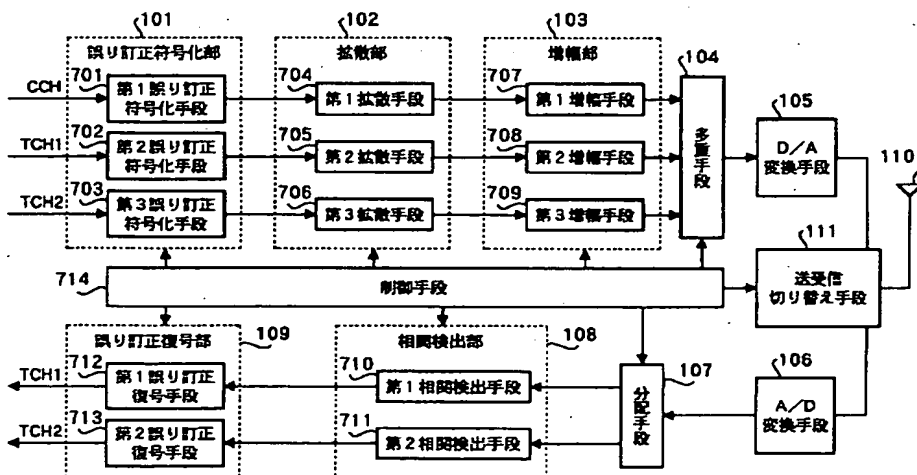 101
102
103
誤り訂正符号化部
拡散部
増幅部
104
CCH
701
第1誤り訂正
符号化手段
704
第1拡散手段
707
第1増幅手段
105
TCH1
702
第2誤り訂正
符号化手段
705
第2拡散手段
708
第2増幅手段
多重手段
D/A
変換手段
110
TCH2
703
第3誤り訂正
符号化手段
706
第3拡散手段
709
第3増幅手段
111
714
制御手段
送受信
切り替え手段
誤り訂正復号部
109
相関検出部
108
TCH1
712
第1誤り訂正
復号手段
710
第1相関検出手段
107
106
TCH2
713
第2誤り訂正
復号手段
711
第2相関検出手段
分配手段
A/D
変換手段